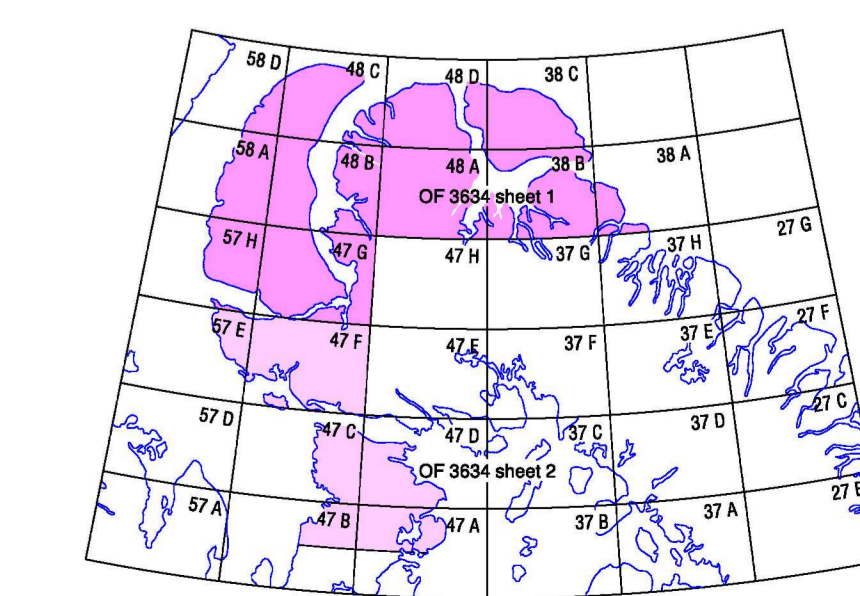 58 D
48 C
48 D
38 C
58 A
48 B
48 A
38 B
38 A
OF 3634 sheet 1
57 H
47 G
47 H
37 G
37 H
27 G
57 E
47 F
47 E
37 F
37 E
27 F
57 D
47 C
47 D
37 C
37 D
27 C
OF 3634 sheet 2
57 A
47 B
47 A
37 B
37 A
27 B